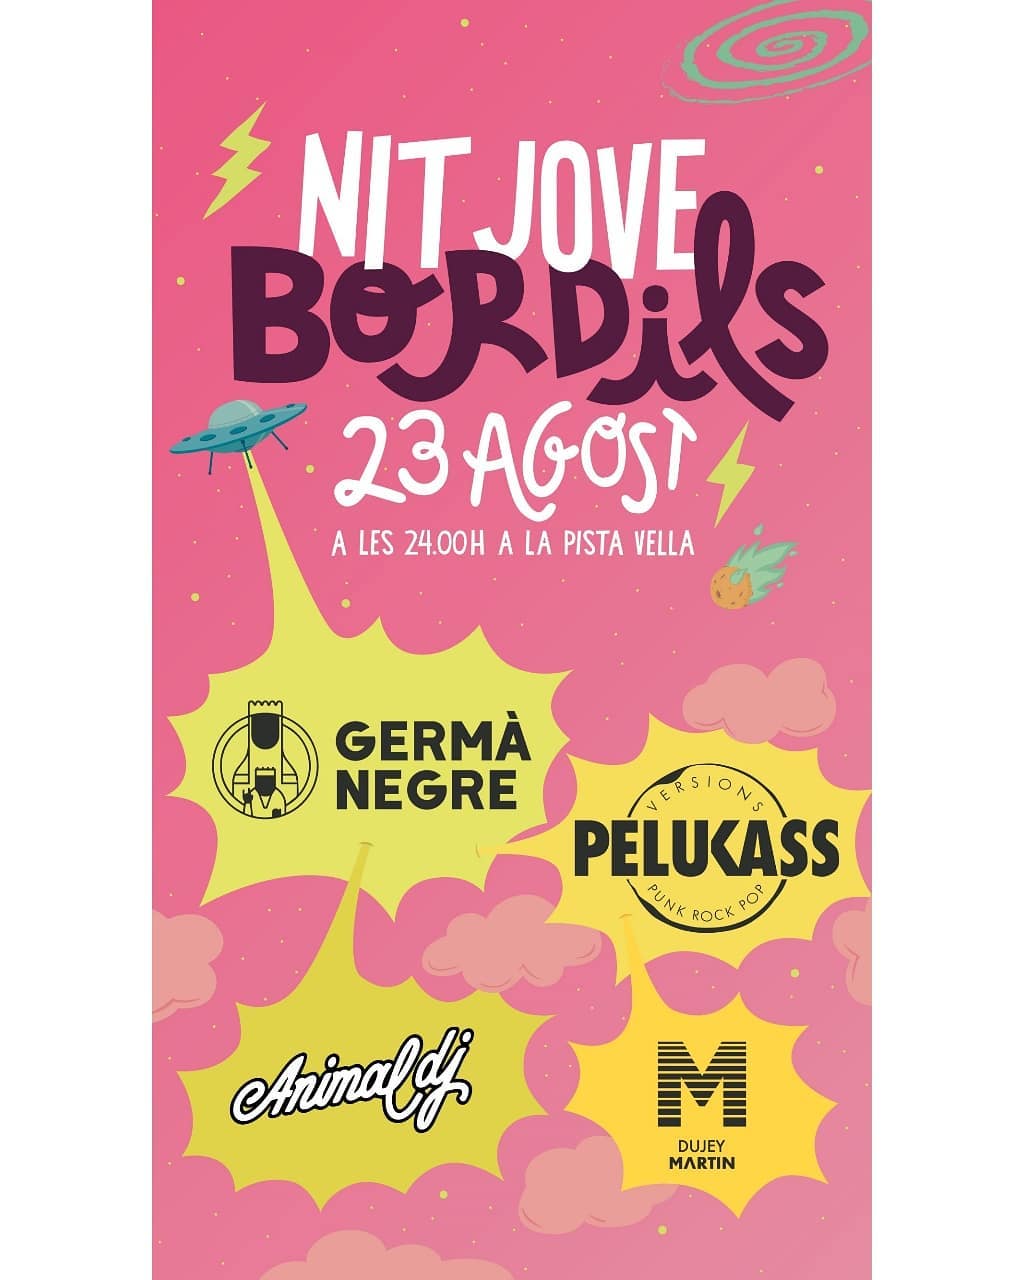 NIT JOVE
BORDilS
23 AGOST
A LES 24.00H A LA PISTA VELLA
GERMÀ
NEGRE
VERSIONS
PELUKASS
PUNK ROCK POP
Animal dj
M
DUJEY
MARTIN